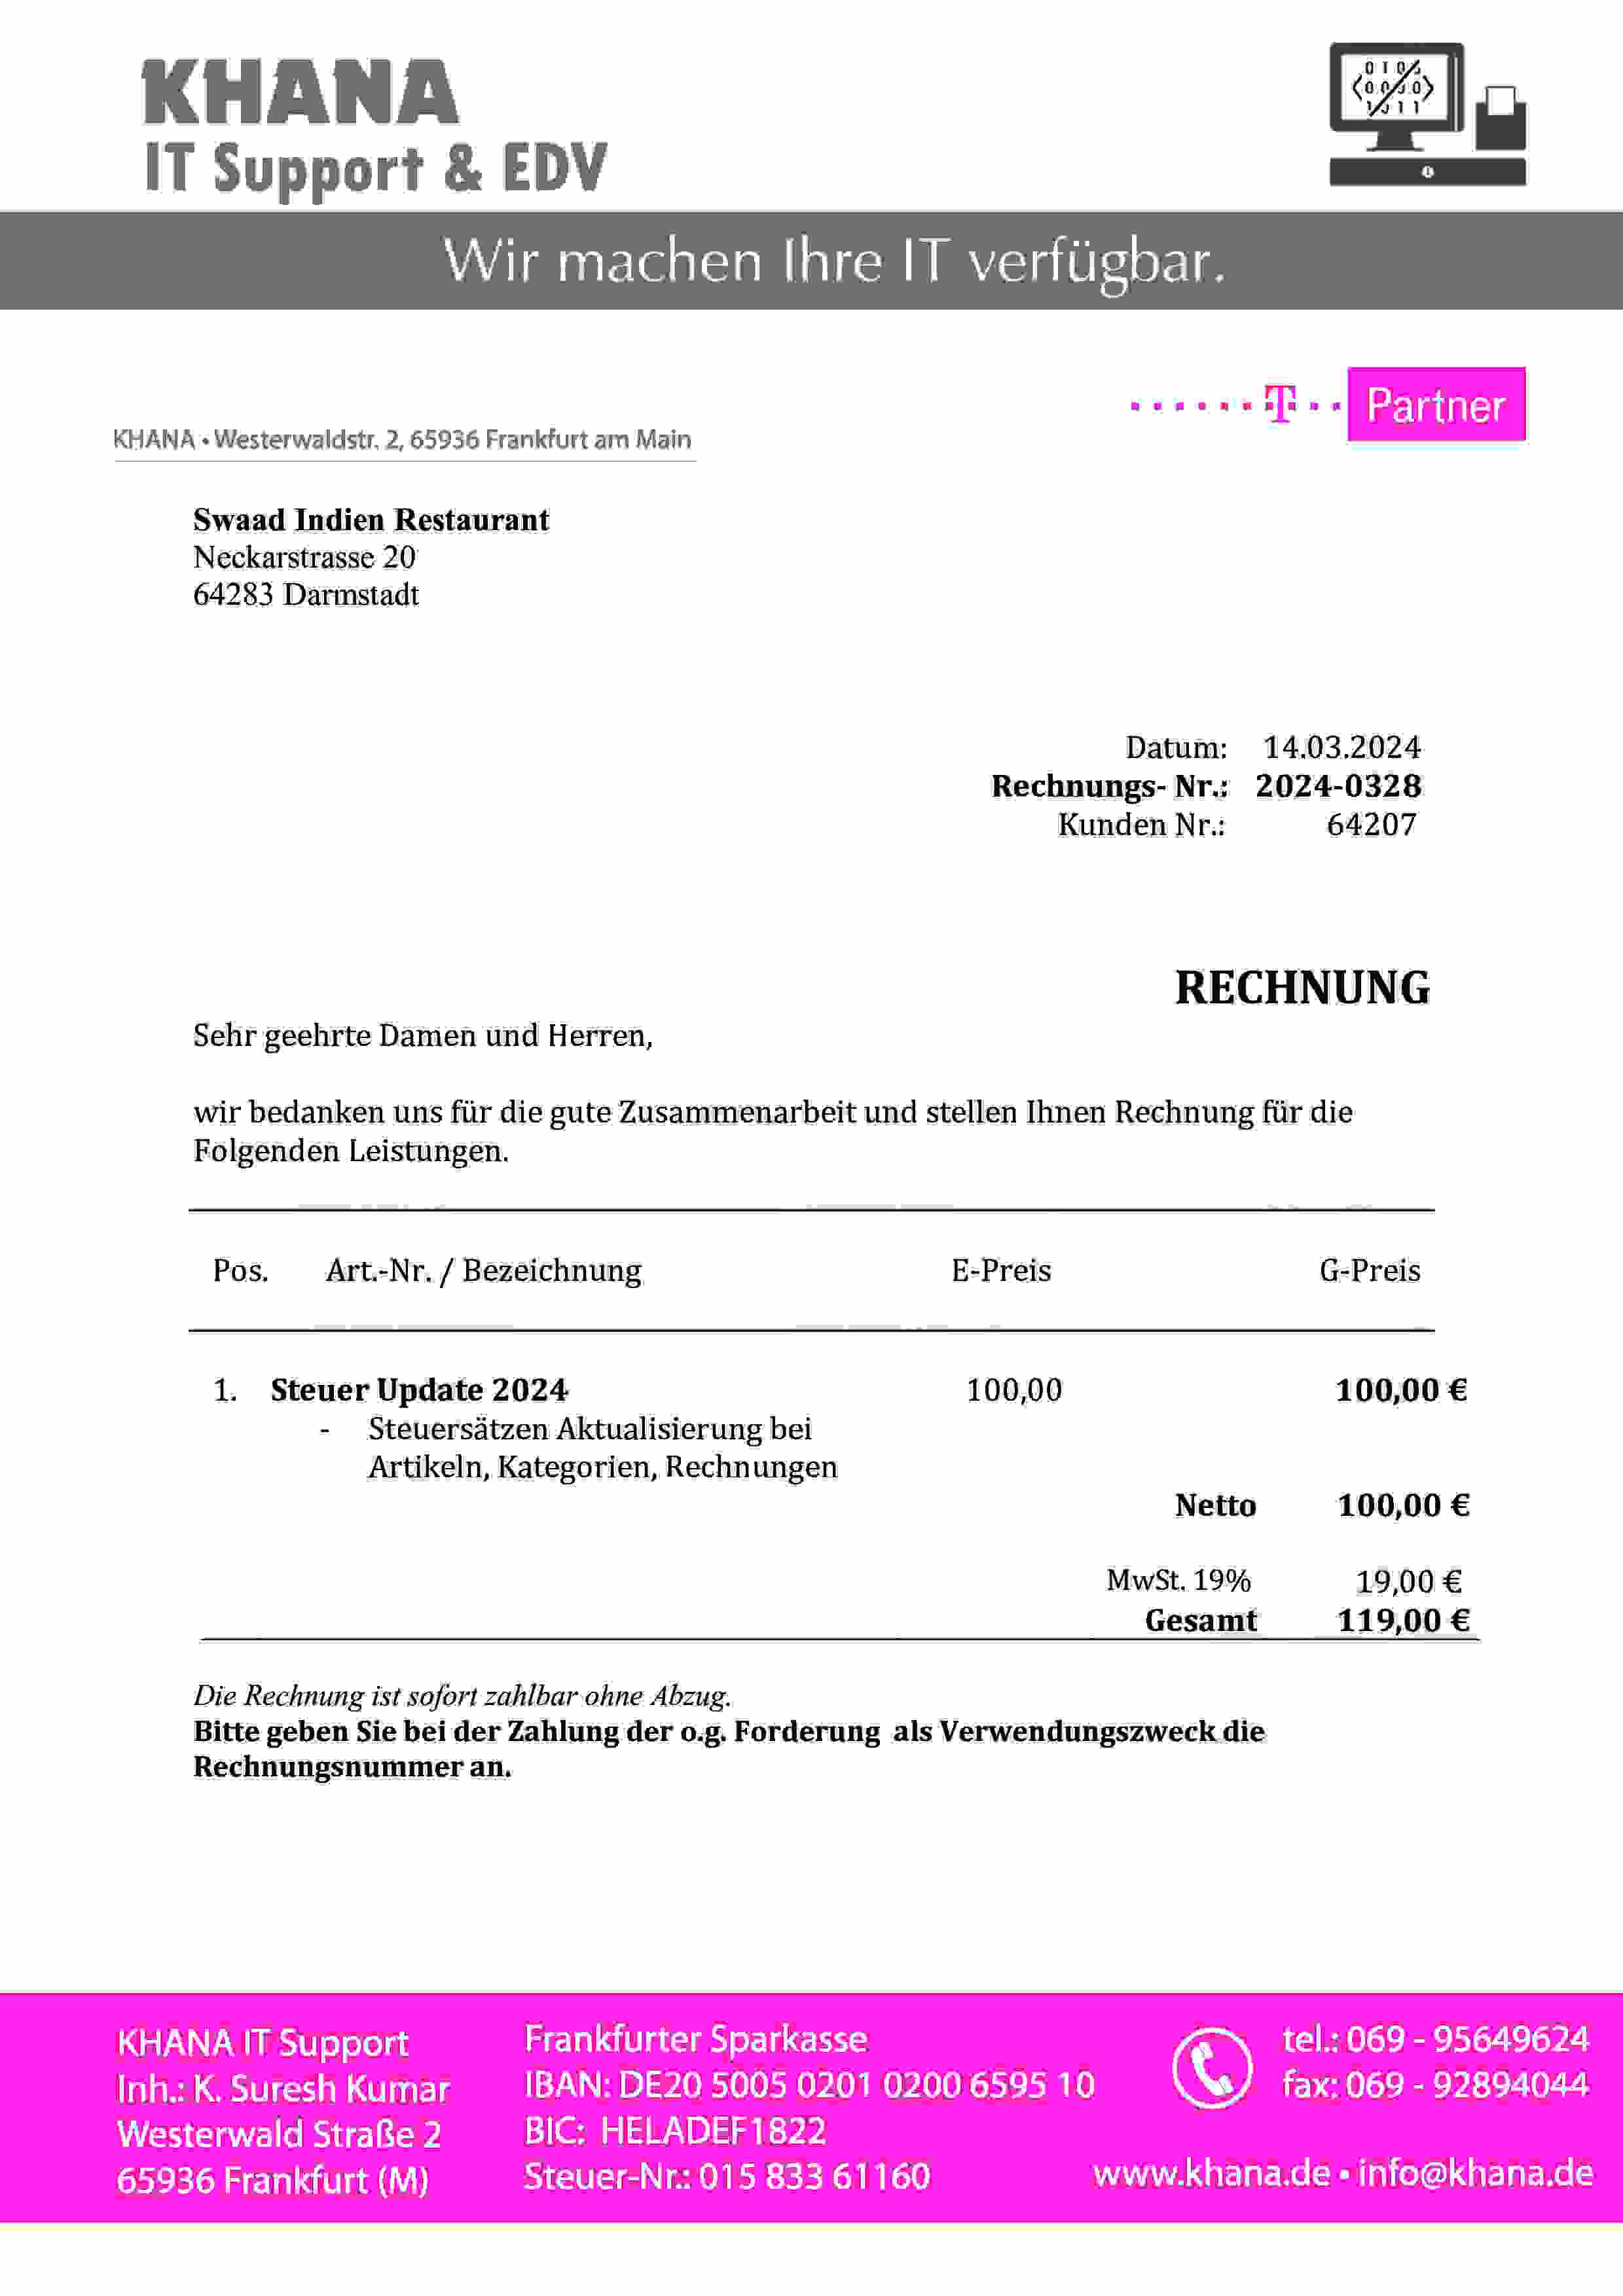 KHANA
IT Support & EDV
Wir machen Ihre IT verfügbar.
T Partner
KHANA • Westerwaldstr. 2, 65936 Frankfurt am Main
Swaad Indien Restaurant
Neckarstrasse 20
64283 Darmstadt
Datum: 14.03.2024
Rechnungs- Nr.: 2024-0328
Kunden Nr.: 64207
RECHNUNG
Sehr geehrte Damen und Herren,
wir bedanken uns für die gute Zusammenarbeit und stellen Ihnen Rechnung für die
Folgenden Leistungen.
Pos. Art.-Nr. / Bezeichnung E-Preis G-Preis
1. Steuer Update 2024 100,00 100,00 €
- Steuersätzen Aktualisierung bei
Artikeln, Kategorien, Rechnungen
Netto 100,00 €
MwSt. 19% 19,00 €
Gesamt 119,00 €
Die Rechnung ist sofort zahlbar ohne Abzug.
Bitte geben Sie bei der Zahlung der o.g. Forderung als Verwendungszweck die
Rechnungsnummer an.
KHANA IT Support
Inh.: K. Suresh Kumar
Westerwald Straße 2
65936 Frankfurt (M)
Frankfurter Sparkasse
IBAN: DE20 5005 0201 0200 6595 10
BIC: HELADEF1822
Steuer-Nr.: 015 833 61160
tel.: 069 - 95649624
fax: 069 - 92894044
www.khana.de • info@khana.de